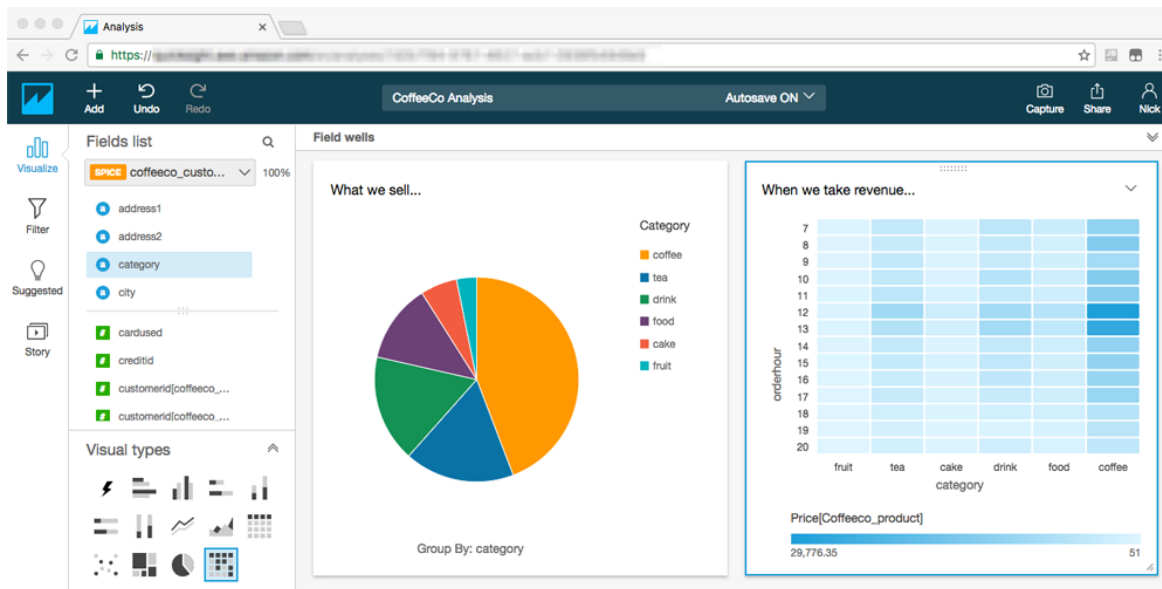 Analysis
https://
Add
Undo
Redo
CoffeeCo Analysis
Autosave ON
Capture
Share
Nick
Visualize
Filter
Suggested
Story
Fields list
SPICE coffeeco_custo... 100%
address1
address2
category
city
cardused
creditid
customerid[coffeeco_...
customerid[coffeeco_...
Visual types
Field wells
What we sell...
Category
coffee
tea
drink
food
cake
fruit
Group By: category
When we take revenue...
orderhour
7
8
9
10
11
12
13
14
15
16
17
18
19
20
fruit tea cake drink food coffee
category
Price[Coffeeco_product]
29,776.35 51